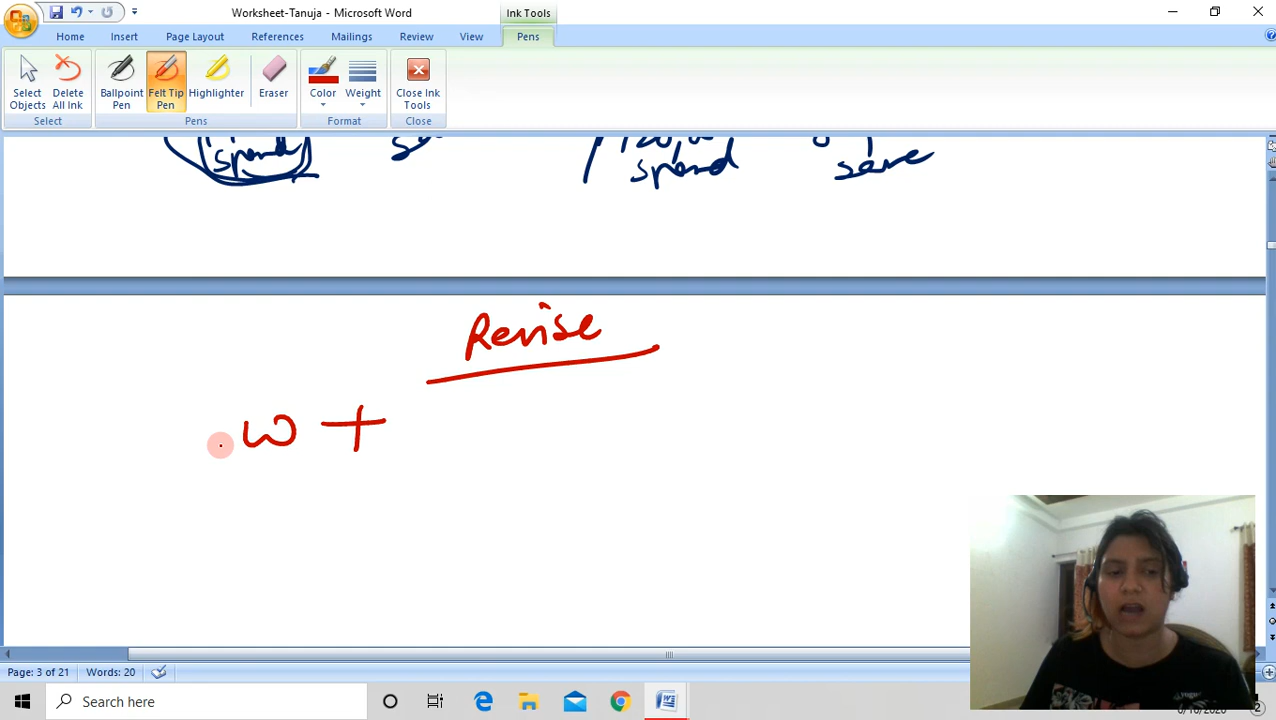 Worksheet-Tanuja - Microsoft Word
Ink Tools
Home Insert Page Layout References Mailings Review View Pens
Select Objects
Delete All Ink
Ballpoint Pen
Felt Tip Pen
Highlighter
Eraser
Color
Weight
Close Ink Tools
Select Pens Format Close
spend spend save
Revise
w +
Page: 3 of 21 Words: 20
Search here